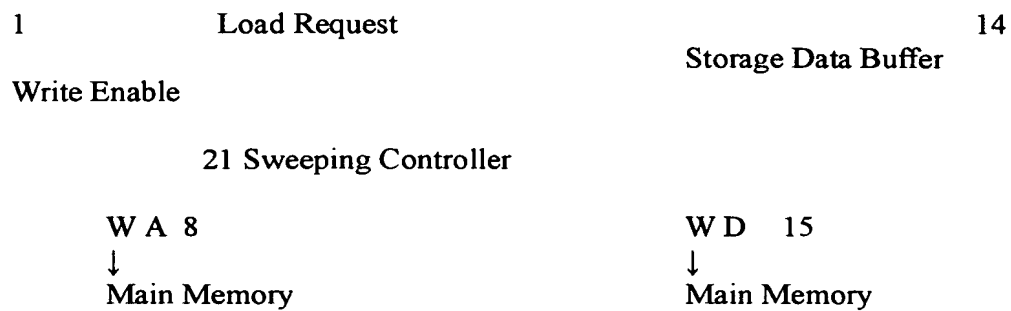 1 Load Request 14
Storage Data Buffer
Write Enable
21 Sweeping Controller
W A 8 W D 15
↓ ↓
Main Memory Main Memory